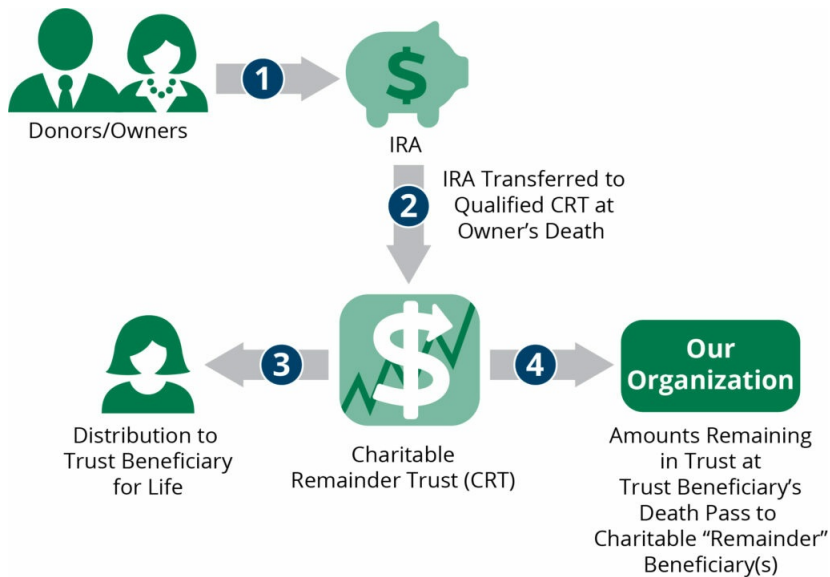 1
$
Donors/Owners
IRA
2
IRA Transferred to
Qualified CRT at
Owner’s Death
3
$
4
Our
Organization
Distribution to
Trust Beneficiary
for Life
Charitable
Remainder Trust (CRT)
Amounts Remaining
in Trust at
Trust Beneficiary’s
Death Pass to
Charitable “Remainder”
Beneficiary(s)